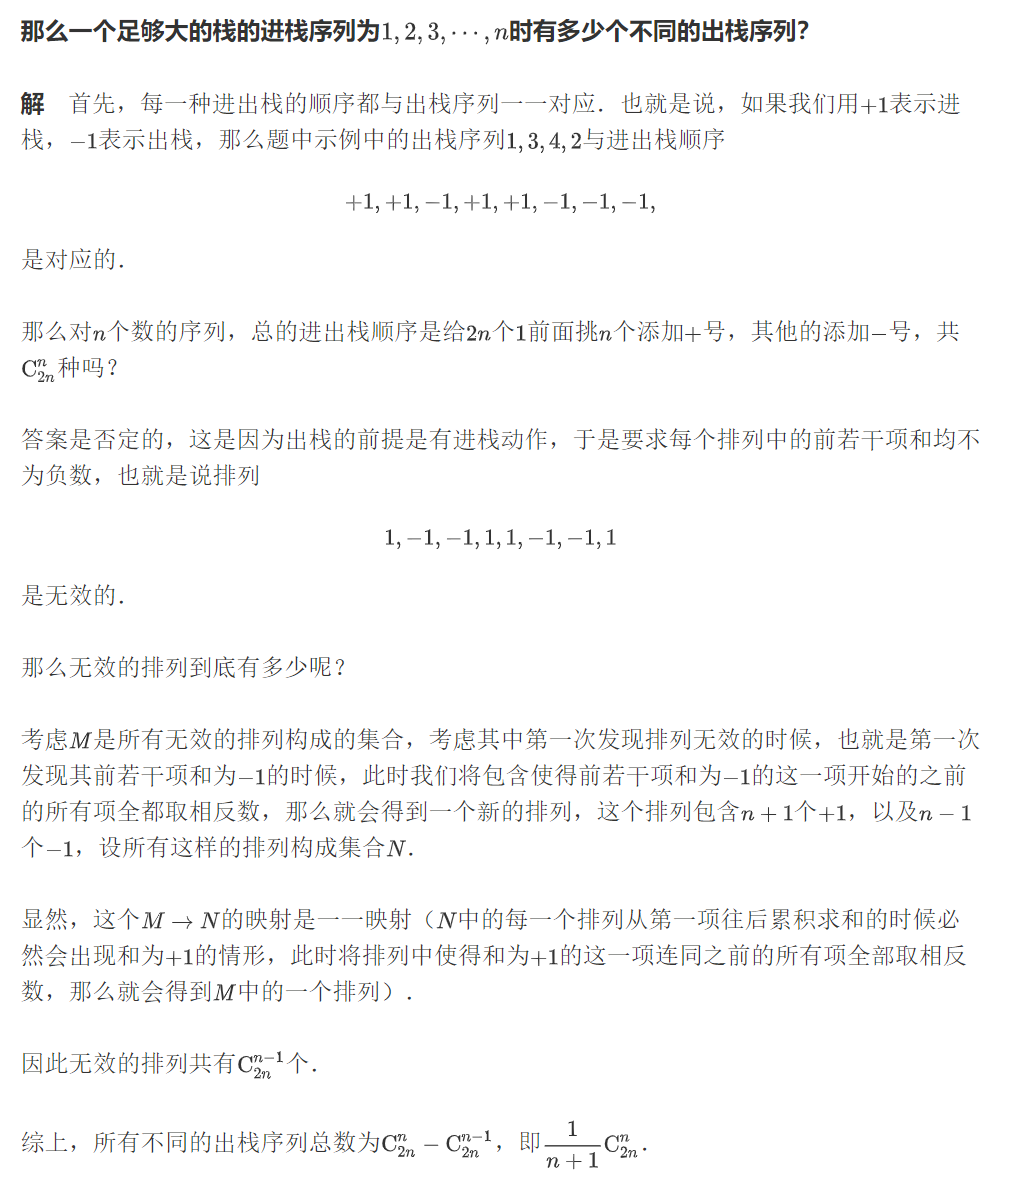 那么一个足够大的栈的进栈序列为1, 2, 3, ⋯, n时有多少个不同的出栈序列?
解 首先，每一种进出栈的顺序都与出栈序列一一对应．也就是说，如果我们用+1表示进
栈，−1表示出栈，那么题中示例中的出栈序列1, 3, 4, 2与进出栈顺序
+1, +1, −1, +1, +1, −1, −1, −1,
是对应的．
那么对n个数的序列，总的进出栈顺序是给2n个1前面挑n个添加+号，其他的添加−号，共
$\mathrm{C}_{2n}^{n}$种吗?
答案是否定的，这是因为出栈的前提是有进栈动作，于是要求每个排列中的前若干项和均不
为负数，也就是说排列
1, −1, −1, 1, 1, −1, −1, 1
是无效的．
那么无效的排列到底有多少呢?
考虑M是所有无效的排列构成的集合，考虑其中第一次发现排列无效的时候，也就是第一次
发现其前若干项和为−1的时候，此时我们将包含使得前若干项和为−1的这一项开始的之前
的所有项全都取相反数，那么就会得到一个新的排列，这个排列包含n + 1个+1，以及n − 1
个−1，设所有这样的排列构成集合N．
显然，这个M → N的映射是一一映射（N中的每一个排列从第一项往后累积求和的时候必
然会出现和为+1的情形，此时将排列中使得和为+1的这一项连同之前的所有项全部取相反
数，那么就会得到M中的一个排列）．
因此无效的排列共有$\mathrm{C}_{2n}^{n-1}$个．
综上，所有不同的出栈序列总数为$\mathrm{C}_{2n}^{n} - \mathrm{C}_{2n}^{n-1}$，即$\frac{1}{n+1}\mathrm{C}_{2n}^{n}$．